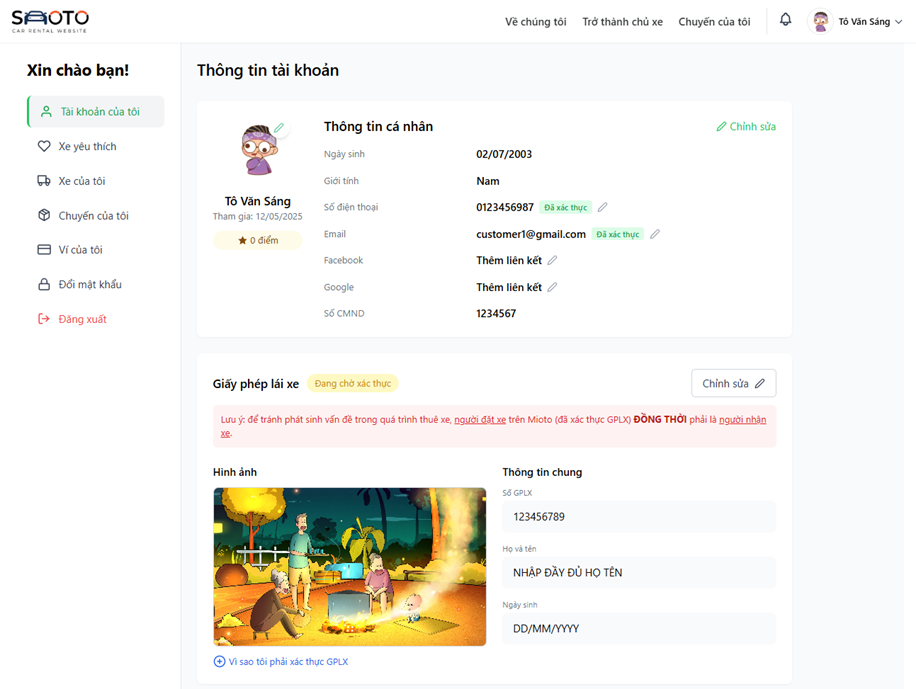 SMOTO
CAR RENTAL WEBSITE
Về chúng tôi Trở thành chủ xe Chuyến của tôi Tô Văn Sáng
Xin chào bạn!
Tài khoản của tôi
Xe yêu thích
Xe của tôi
Chuyến của tôi
Ví của tôi
Đổi mật khẩu
Đăng xuất
Thông tin tài khoản
Tô Văn Sáng
Tham gia: 12/05/2025
0 điểm
Thông tin cá nhân Chỉnh sửa
Ngày sinh 02/07/2003
Giới tính Nam
Số điện thoại 0123456987 Đã xác thực
Email customer1@gmail.com Đã xác thực
Facebook Thêm liên kết
Google Thêm liên kết
Số CMND 1234567
Giấy phép lái xe Đang chờ xác thực Chỉnh sửa
Lưu ý: để tránh phát sinh vấn đề trong quá trình thuê xe, người đặt xe trên Mioto (đã xác thực GPLX) ĐỒNG THỜI phải là người nhận
xe.
Hình ảnh
Vì sao tôi phải xác thực GPLX
Thông tin chung
Số GPLX
123456789
Họ và tên
NHẬP ĐẦY ĐỦ HỌ TÊN
Ngày sinh
DD/MM/YYYY